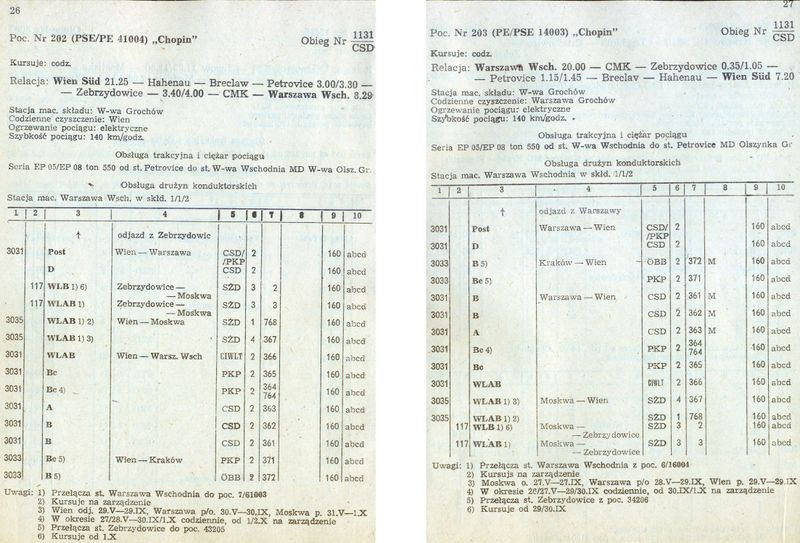 26
Poc. Nr 202 (PSE/PE 41004) „Chopin”
Obieg Nr 1131
CSD
Kursuje: codz.
Relacja: Wien Süd 21.25 — Hahenau — Breclaw — Petrovice 3.00/3.30 —
— Zebrzydowice — 3.40/4.00 — CMK — Warszawa Wsch. 8.29
Stacja mac. składu: W-wa Grochów
Codzienne czyszczenie: Wien
Ogrzewanie pociągu: elektryczne
Szybkość pociągu: 140 km/godz.
Obsługa trakcyjna i ciężar pociągu
Seria EP 05/EP 08 ton 550 od st. Petrovice do st. W-wa Wschodnia MD W-wa Olsz. Gr.
Obsługa drużyn konduktorskich
Stacja mac. Warszawa Wsch. w skłd. 1/1/2
1 2 3 4 5 6 7 8 9 10
↑ odjazd z Zebrzydowic
3031 Post Wien — Warszawa CSD/ 2 160 abcd
/PKP
D CSD 2 160 abcd
117 WLB 1) 6) Zebrzydowice — SŻD 3 2 160 abcd
— Moskwa
117 WLAB 1) Zebrzydowice — SŻD 3 3 160 abcd
— Moskwa
3035 WLAB 1) 2) Wien — Moskwa SŻD 1 768 160 abcd
3035 WLAB 1) 3) SŻD 4 367 160 abcd
3031 WLAB Wien — Warsz. Wsch CIWLT 2 366 160 abcd
3031 Bc PKP 2 365 160 abcd
3031 Bc 4) PKP 2 364 160 abcd
764
3031 A CSD 2 363 160 abcd
3031 B CSD 2 362 160 abcd
3031 B CSD 2 361 160 abcd
3033 Bc 5) Wien — Kraków PKP 2 371 160 abcd
3033 B 5) ÖBB 2 372 160 abcd
Uwagi: 1) Przełącza st. Warszawa Wschodnia do poc. 7/61003
2) Kursuje na zarządzenie
3) Wien odj. 29.V—29.IX, Warszawa p/o. 30.V—30.IX, Moskwa p. 31.V—1.X
4) W okresie 27/28.V—30.IX/1.X codziennie, od 1/2.X na zarządzenie
5) Przełącza st. Zebrzydowice do poc. 43205
6) Kursuje od 1.X
27
Poc. Nr 203 (PE/PSE 14003) „Chopin”
Obieg Nr 1131
CSD
Kursuje: codz.
Relacja: Warszawa Wsch. 20.00 — CMK — Zebrzydowice 0.35/1.05 —
— Petrovice 1.15/1.45 — Breclav — Hahenau — Wien Süd 7.20
Stacja mac. składu: W-wa Grochów
Codzienne czyszczenie: Warszawa Grochów
Ogrzewanie pociągu: elektryczne
Szybkość pociągu: 140 km/godz.
Obsługa trakcyjna i ciężar pociągu
Seria EP 05/EP 08 ton 550 od st. W-wa Wschodnia do st. Petrovice MD Olszynka Gr
Obsługa drużyn konduktorskich
Stacja mac. Warszawa Wschodnia w skłd. 1/1/2
1 2 3 4 5 6 7 8 9 10
↑ odjazd z Warszawy
3031 Post Warszawa — Wien CSD/ 2 160 abcd
/PKP
3031 D CSD 2 160 abcd
3033 B 5) Kraków — Wien ÖBB 2 372 M 160 abcd
3033 Bc 5) PKP 2 371 160 abcd
3031 B Warszawa — Wien CSD 2 361 M 160 abcd
3031 B CSD 2 362 M 160 abcd
3031 A CSD 2 363 M 160 abcd
3031 Bc 4) PKP 2 364 160 abcd
764
3031 Bc PKP 2 365 160 abcd
3031 WLAB CIWLT 2 366 160 abcd
3035 WLAB 1) 3) Moskwa — Wien SŻD 4 367 160 abcd
3035 WLAB 1) 2) SŻD 1 768 160 abcd
117 WLB 1) 6) Moskwa — SŻD 3 2 160 abcd
— Zebrzydowice
117 WLAB 1) Moskwa — SŻD 3 3 160 abcd
— Zebrzydowice
Uwagi: 1) Przełącza st. Warszawa Wschodnia z poc. 6/16004
2) Kursujs na zarządzenie
3) Moskwa o. 27.V—27.IX, Warszawa p/o 28.V—29.IX, Wien p. 29.V—29.IX
4) W okresie 26/27.V—29/30.IX codziennie, od 30.IX/1.X na zarządzenie
5) Przełącza st. Zebrzydowice z poc. 34206
6) Kursuje od 29/30.IX